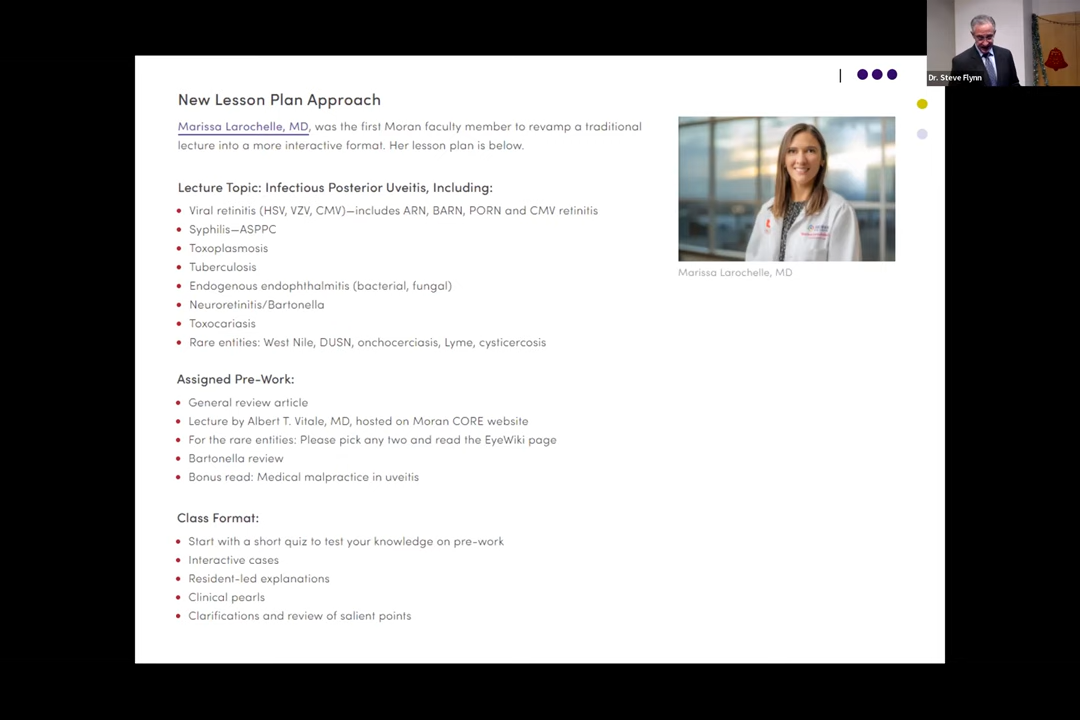 Dr. Steve Flynn
New Lesson Plan Approach
Marissa Larochelle, MD, was the first Moran faculty member to revamp a traditional
lecture into a more interactive format. Her lesson plan is below.
Lecture Topic: Infectious Posterior Uveitis, Including:
Viral retinitis (HSV, VZV, CMV)—includes ARN, BARN, PORN and CMV retinitis
Syphilis—ASPPC
Toxoplasmosis
Tuberculosis
Endogenous endophthalmitis (bacterial, fungal)
Neuroretinitis/Bartonella
Toxocariasis
Rare entities: West Nile, DUSN, onchocerciasis, Lyme, cysticercosis
Marissa Larochelle, MD
Assigned Pre-Work:
General review article
Lecture by Albert T. Vitale, MD, hosted on Moran CORE website
For the rare entities: Please pick any two and read the EyeWiki page
Bartonella review
Bonus read: Medical malpractice in uveitis
Class Format:
Start with a short quiz to test your knowledge on pre-work
Interactive cases
Resident-led explanations
Clinical pearls
Clarifications and review of salient points